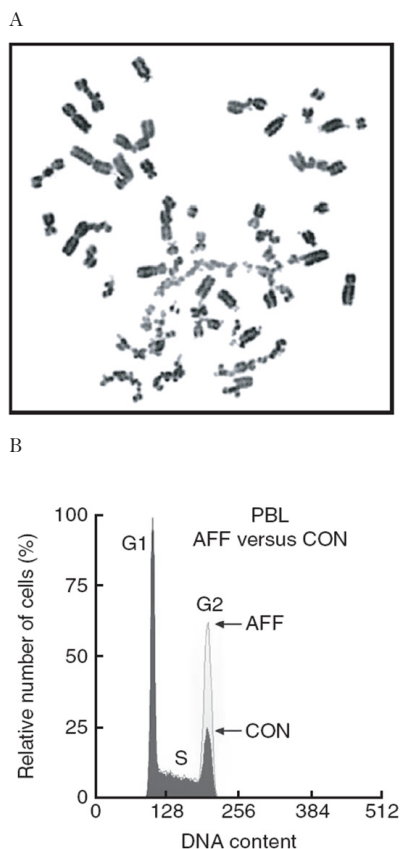 A
B
PBL
AFF versus CON
G1
G2
AFF
CON
S
Relative number of cells (%)
100
75
50
25
0
0 128 256 384 512
DNA content